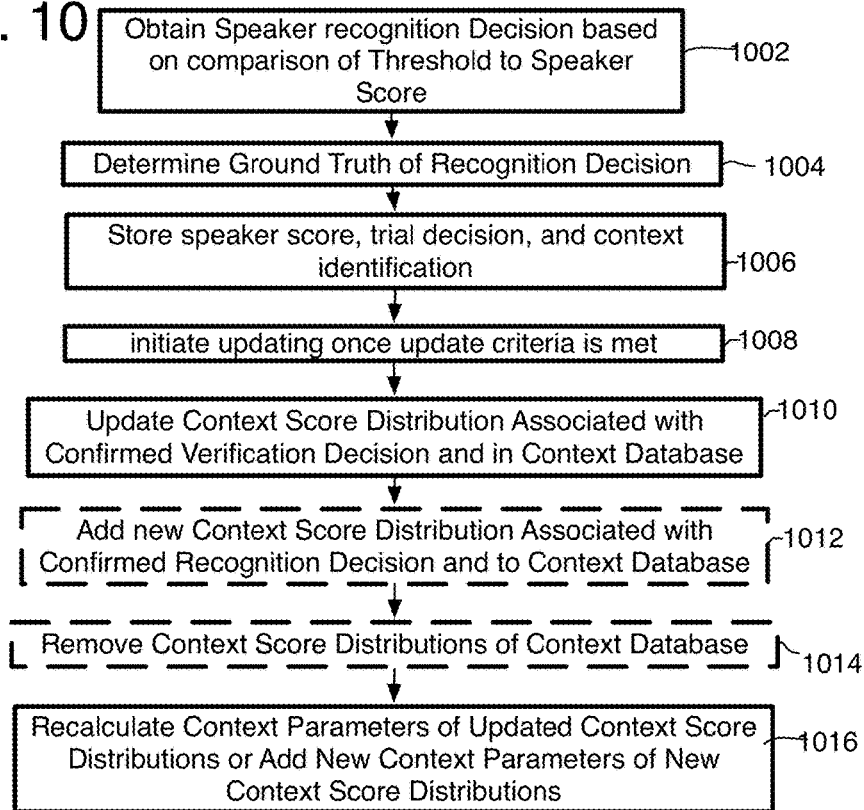 . 10
Obtain Speaker recognition Decision based
on comparison of Threshold to Speaker
Score
1002
Determine Ground Truth of Recognition Decision
1004
Store speaker score, trial decision, and context
identification
1006
initiate updating once update criteria is met
1008
Update Context Score Distribution Associated with
Confirmed Verification Decision and in Context Database
1010
Add new Context Score Distribution Associated with
Confirmed Recognition Decision and to Context Database
1012
Remove Context Score Distributions of Context Database
1014
Recalculate Context Parameters of Updated Context Score
Distributions or Add New Context Parameters of New
Context Score Distributions
1016